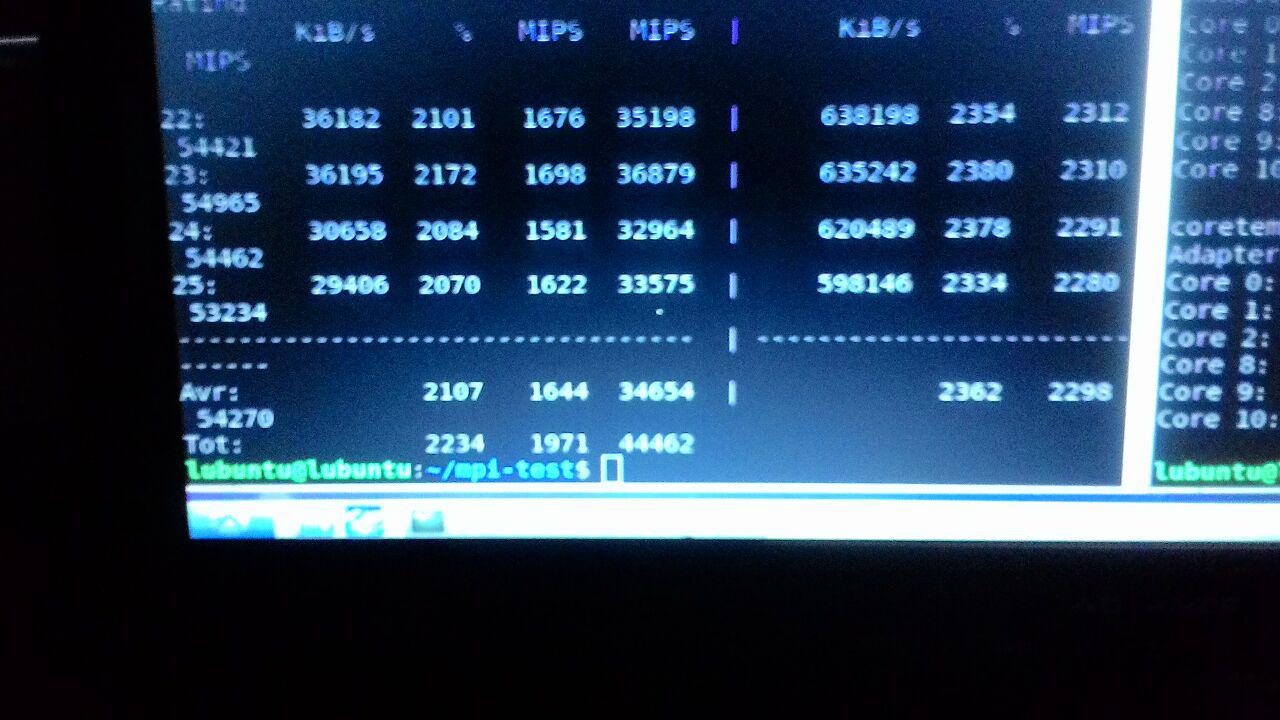 Rating
KiB/s % MIPS MIPS | KiB/s % MIPS
MIPS
22: 36182 2101 1676 35198 | 638198 2354 2312
54421
23: 36195 2172 1698 36879 | 635242 2380 2310
54965
24: 30658 2084 1581 32964 | 620489 2378 2291
54462
25: 29406 2070 1622 33575 | 598146 2334 2280
53234
---------------------------------- | ----------------------
------
Avr: 2107 1644 34654 | 2362 2298
54270
Tot: 2234 1971 44462
lubuntu@lubuntu:~/mpi-test$
Core 0
Core 1
Core 2
Core 8
Core 9:
Core 10
coretem
Adapter
Core 0:
Core 1:
Core 2:
Core 8:
Core 9:
Core 10:
lubuntu@